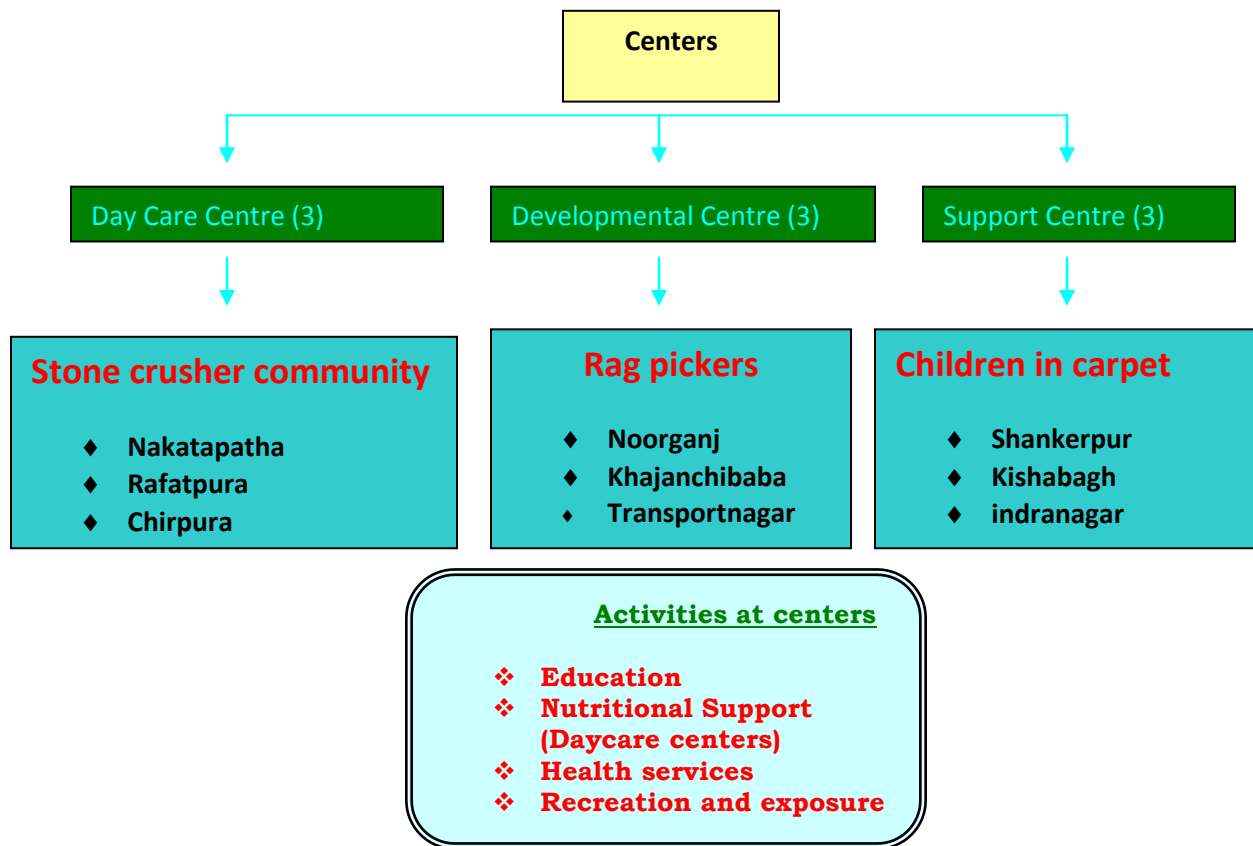 Centers
Day Care Centre (3)
Developmental Centre (3)
Support Centre (3)
Stone crusher community
♦ Nakatapatha
♦ Rafatpura
♦ Chirpura
Rag pickers
♦ Noorganj
♦ Khajanchibaba
♦ Transportnagar
Children in carpet
♦ Shankerpur
♦ Kishabagh
♦ indranagar
Activities at centers
❖ Education
❖ Nutritional Support
(Daycare centers)
❖ Health services
❖ Recreation and exposure